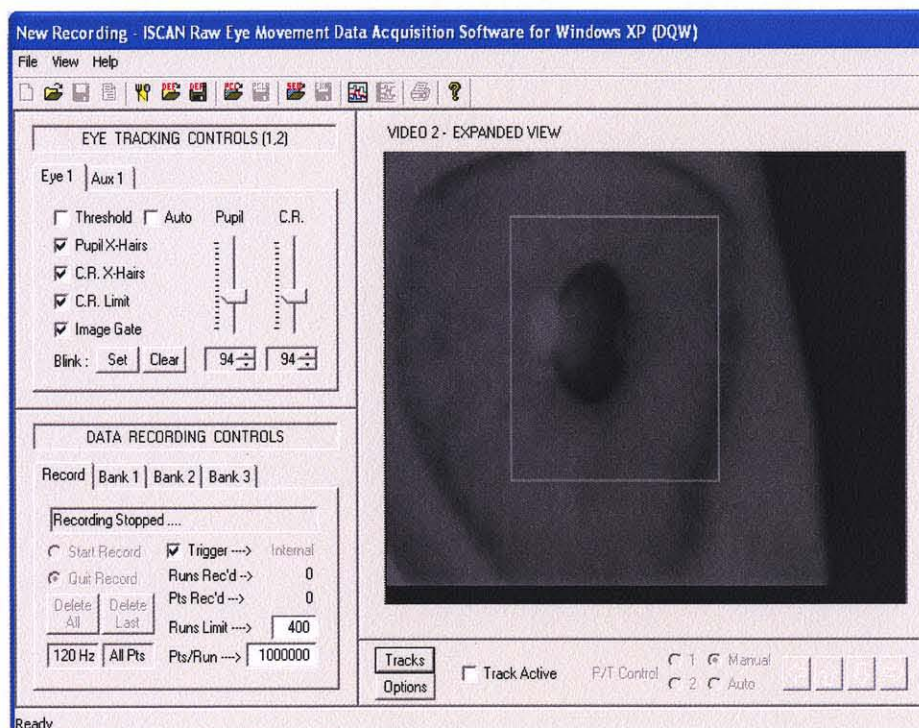 New Recording - ISCAN Raw Eye Movement Data Acquisition Software for Windows XP (DQW)
File View Help
EYE TRACKING CONTROLS (1,2)
Eye 1 Aux 1
Threshold Auto Pupil C.R.
Pupil X-Hairs
C.R. X-Hairs
C.R. Limit
Image Gate
Blink : Set Clear 94 94
DATA RECORDING CONTROLS
Record Bank 1 Bank 2 Bank 3
Recording Stopped ....
Start Record Trigger ----> Internal
Quit Record Runs Rec'd --> 0
Pts Rec'd --> 0
Delete All Delete Last
Runs Limit ----> 400
120 Hz All Pts Pts/Run ----> 1000000
VIDEO 2 - EXPANDED VIEW
Tracks
Options
Track Active
P/T Control 1 Manual
2 Auto
Ready